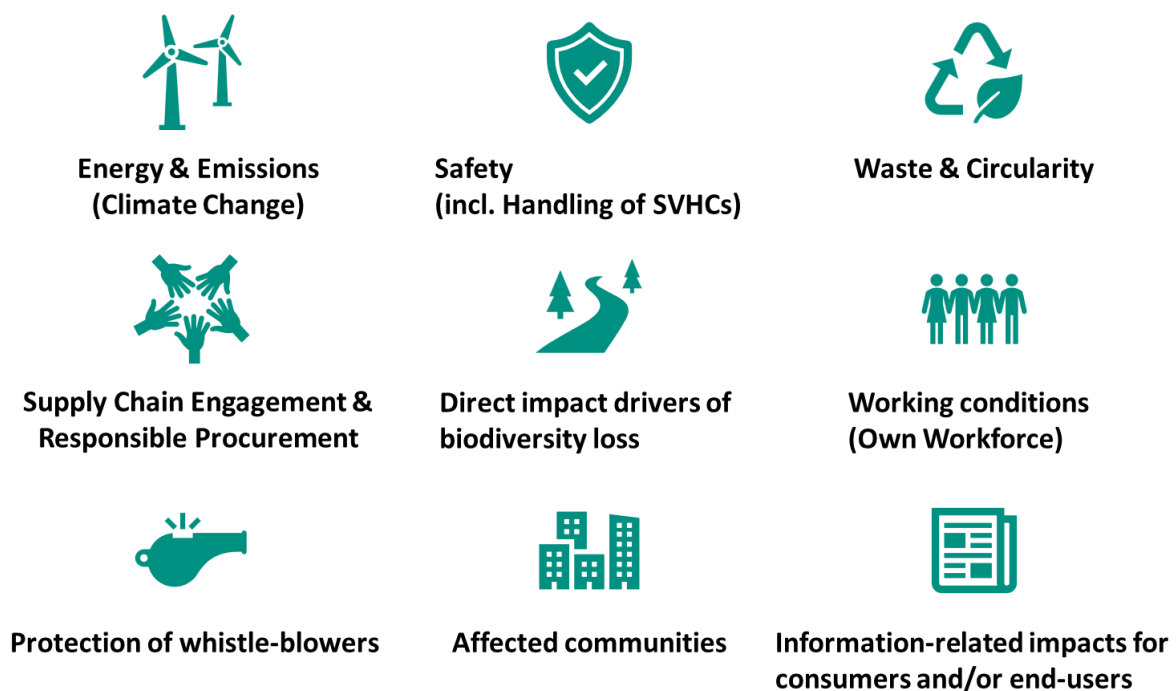 Energy & Emissions
(Climate Change)
Safety
(incl. Handling of SVHCs)
Waste & Circularity
Supply Chain Engagement &
Responsible Procurement
Direct impact drivers of
biodiversity loss
Working conditions
(Own Workforce)
Protection of whistle-blowers
Affected communities
Information-related impacts for
consumers and/or end-users